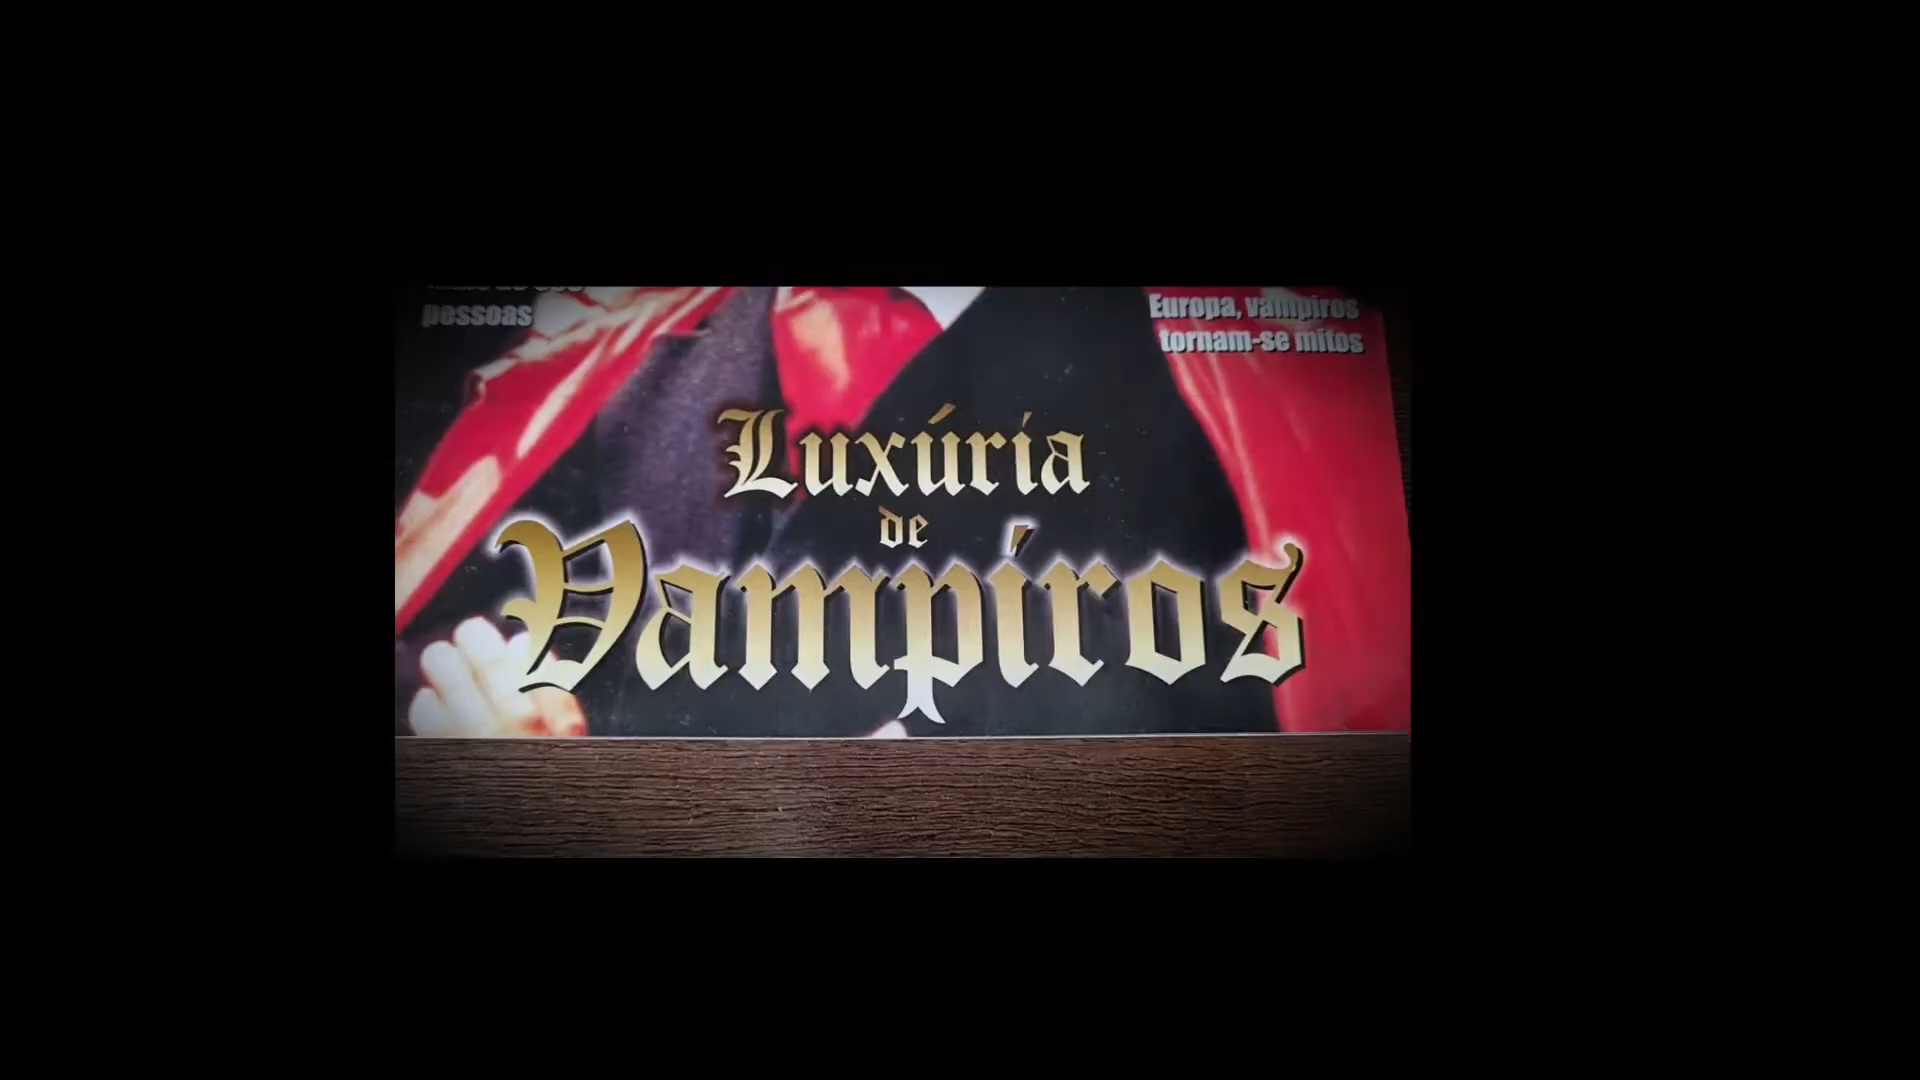 pessoas
Europa, vampiros
tornam-se mitos
Luxúria
de
Vampiros